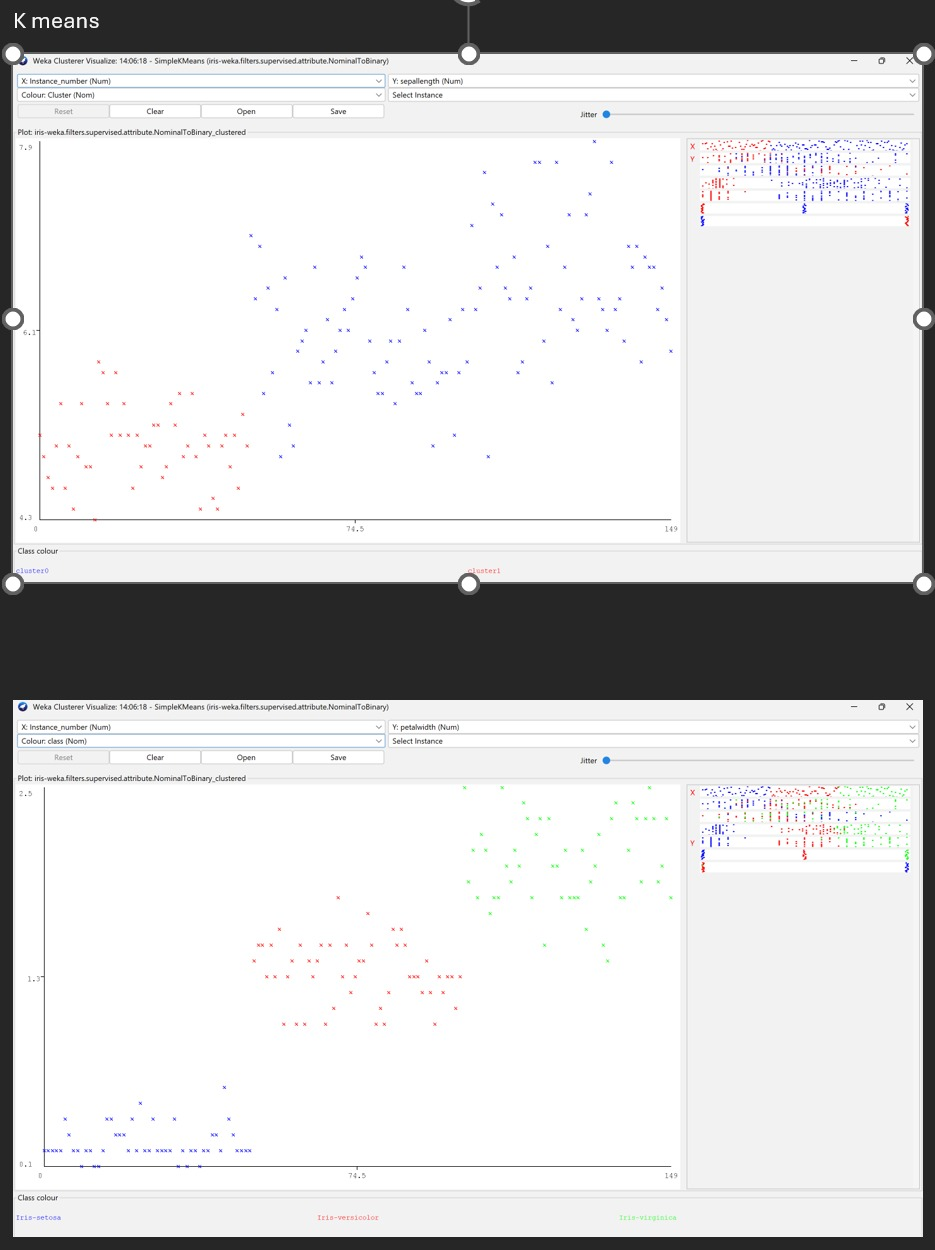 K means
Weka Clusterer Visualize: 14:06:18 - SimpleKMeans (iris-weka.filters.supervised.attribute.NominalToBinary)
X: Instance_number (Num) Y: sepallength (Num)
Colour: Cluster (Nom) Select Instance
Reset Clear Open Save Jitter
Plot: iris-weka.filters.supervised.attribute.NominalToBinary_clustered
7.9
X
Y
6.1
4.3
0 74.5 149
Class colour
cluster0 cluster1
Weka Clusterer Visualize: 14:06:18 - SimpleKMeans (iris-weka.filters.supervised.attribute.NominalToBinary)
X: Instance_number (Num) Y: petalwidth (Num)
Colour: class (Nom) Select Instance
Reset Clear Open Save Jitter
Plot: iris-weka.filters.supervised.attribute.NominalToBinary_clustered
2.5
X
Y
1.3
0.1
0 74.5 149
Class colour
Iris-setosa Iris-versicolor Iris-virginica